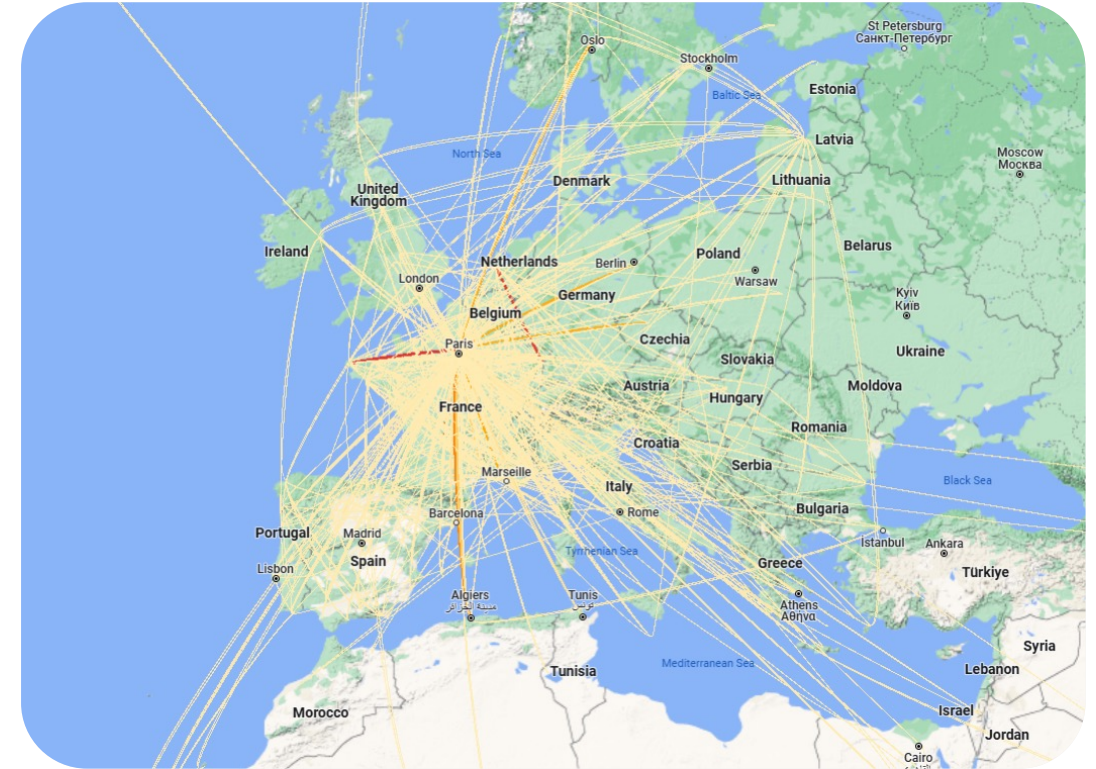 St Petersburg
Санкт-Петербург
Oslo
Stockholm
Baltic Sea
Estonia
Latvia
Moscow
Москва
North Sea
Denmark
Lithuania
United
Kingdom
Ireland
Belarus
Netherlands
Poland
Berlin
London
Warsaw
Germany
Kyiv
Київ
Belgium
Paris
Czechia
Ukraine
Slovakia
Austria
Moldova
Hungary
France
Romania
Croatia
Serbia
Marseille
Italy
Black Sea
Bulgaria
Barcelona
Rome
Portugal
Madrid
Istanbul
Ankara
Tyrrhenian Sea
Spain
Greece
Türkiye
Lisbon
Algiers
مدينة الجزائر
Tunis
تونس
Athens
Αθήνα
Syria
Tunisia
Mediterranean Sea
Lebanon
Morocco
Israel
Jordan
Cairo